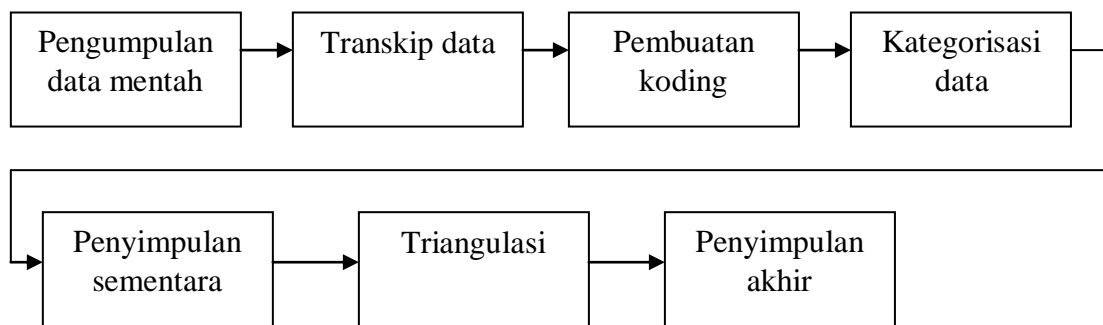 Pengumpulan
data mentah
Transkip data
Pembuatan
koding
Kategorisasi
data
Penyimpulan
sementara
Triangulasi
Penyimpulan
akhir